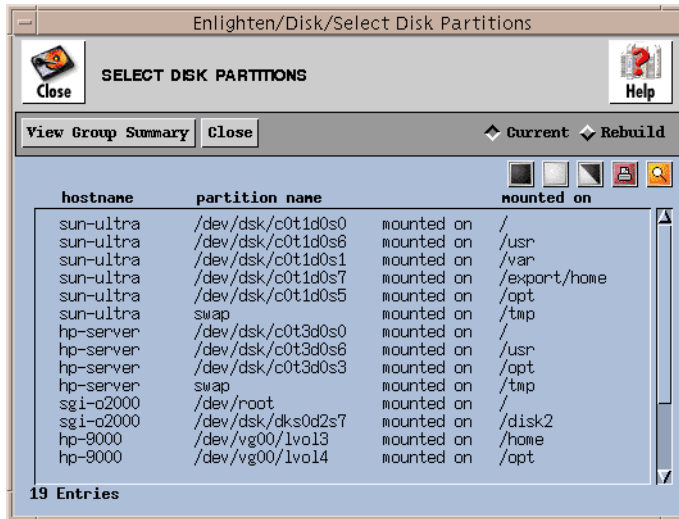 Enlighten/Disk/Select Disk Partitions
Close
SELECT DISK PARTITIONS
Help
View Group Summary Close Current Rebuild
hostname partition name mounted on
sun-ultra /dev/dsk/c0t1d0s0 mounted on /
sun-ultra /dev/dsk/c0t1d0s6 mounted on /usr
sun-ultra /dev/dsk/c0t1d0s1 mounted on /var
sun-ultra /dev/dsk/c0t1d0s7 mounted on /export/home
sun-ultra /dev/dsk/c0t1d0s5 mounted on /opt
sun-ultra swap mounted on /tmp
hp-server /dev/dsk/c0t3d0s0 mounted on /
hp-server /dev/dsk/c0t3d0s6 mounted on /usr
hp-server /dev/dsk/c0t3d0s3 mounted on /opt
hp-server swap mounted on /tmp
sgi-o2000 /dev/root mounted on /
sgi-o2000 /dev/dsk/dks0d2s7 mounted on /disk2
hp-9000 /dev/vg00/lvol3 mounted on /home
hp-9000 /dev/vg00/lvol4 mounted on /opt
19 Entries